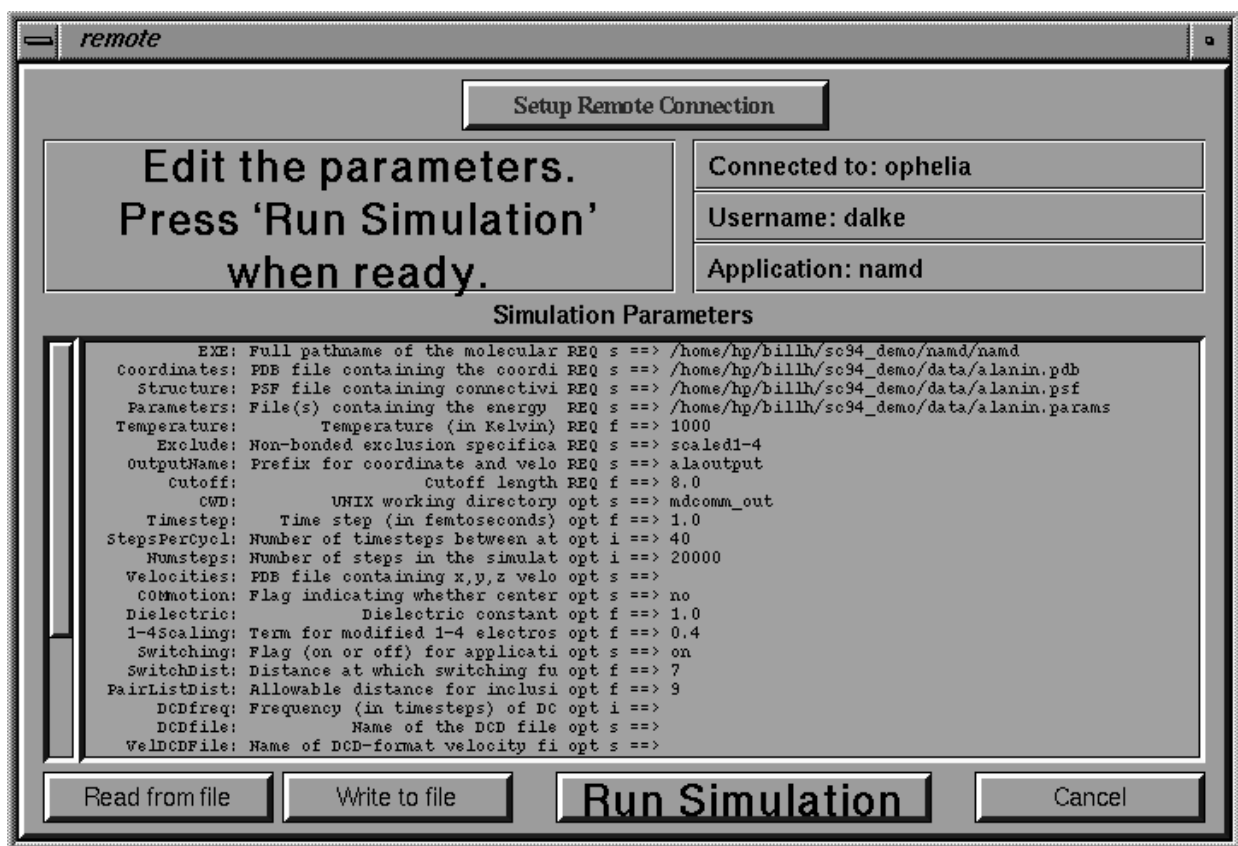 remote
Setup Remote Connection
Edit the parameters.
Press ‘Run Simulation’
when ready.
Connected to: ophelia
Username: dalke
Application: namd
Simulation Parameters
EXE: Full pathname of the molecular REQ s ==> /home/hp/billh/sc94_demo/namd/namd
Coordinates: PDB file containing the coordi REQ s ==> /home/hp/billh/sc94_demo/data/alanin.pdb
Structure: PSF file containing connectivi REQ s ==> /home/hp/billh/sc94_demo/data/alanin.psf
Parameters: File(s) containing the energy REQ s ==> /home/hp/billh/sc94_demo/data/alanin.params
Temperature: Temperature (in Kelvin) REQ f ==> 1000
Exclude: Non-bonded exclusion specifica REQ s ==> scaled1-4
OutputName: Prefix for coordinate and velo REQ s ==> alaoutput
Cutoff: Cutoff length REQ f ==> 8.0
CWD: UNIX working directory opt s ==> mdcomm_out
Timestep: Time step (in femtoseconds) opt f ==> 1.0
StepsPerCycl: Number of timesteps between at opt i ==> 40
Numsteps: Number of steps in the simulat opt i ==> 20000
Velocities: PDB file containing x,y,z velo opt s ==>
COMmotion: Flag indicating whether center opt s ==> no
Dielectric: Dielectric constant opt f ==> 1.0
1-4Scaling: Term for modified 1-4 electros opt f ==> 0.4
Switching: Flag (on or off) for applicati opt s ==> on
SwitchDist: Distance at which switching fu opt f ==> 7
PairListDist: Allowable distance for inclusi opt f ==> 9
DCDfreq: Frequency (in timesteps) of DC opt i ==>
DCDfile: Name of the DCD file opt s ==>
VelDCDFile: Name of DCD-format velocity fi opt s ==>
Read from file
Write to file
Run Simulation
Cancel